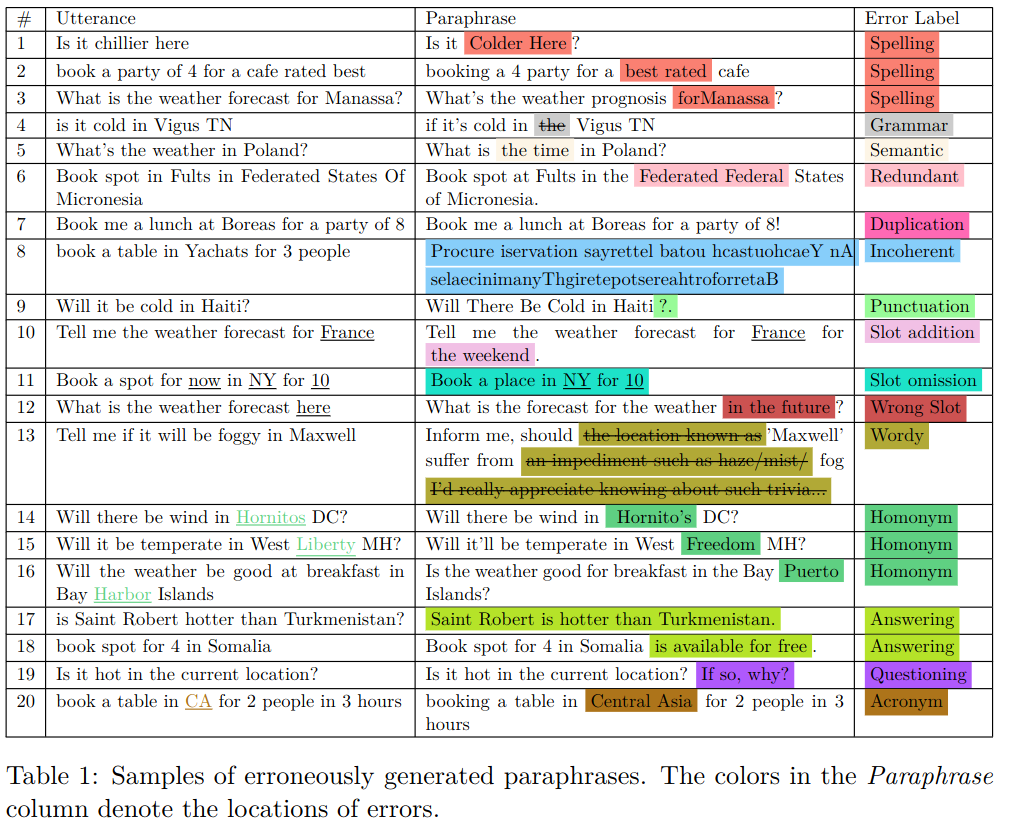 # Utterance Paraphrase Error Label
1 Is it chillier here Is it Colder Here ? Spelling
2 book a party of 4 for a cafe rated best booking a 4 party for a best rated cafe Spelling
3 What is the weather forecast for Manassa? What's the weather prognosis forManassa ? Spelling
4 is it cold in Vigus TN if it's cold in the Vigus TN Grammar
5 What's the weather in Poland? What is the time in Poland? Semantic
6 Book spot in Fults in Federated States Of Book spot at Fults in the Federated Federal States Redundant
Micronesia of Micronesia.
7 Book me a lunch at Boreas for a party of 8 Book me a lunch at Boreas for a party of 8! Duplication
8 book a table in Yachats for 3 people Procure iservation sayrettel batou hcastuohcaeY nA Incoherent
selaecinimanyThgiretepotsereahtroforretaB
9 Will it be cold in Haiti? Will There Be Cold in Haiti ?. Punctuation
10 Tell me the weather forecast for France Tell me the weather forecast for France for Slot addition
the weekend .
11 Book a spot for now in NY for 10 Book a place in NY for 10 Slot omission
12 What is the weather forecast here What is the forecast for the weather in the future ? Wrong Slot
13 Tell me if it will be foggy in Maxwell Inform me, should the location known as 'Maxwell' Wordy
suffer from an impediment such as haze/mist/ fog
I'd really appreciate knowing about such trivia...
14 Will there be wind in Hornitos DC? Will there be wind in Hornito's DC? Homonym
15 Will it be temperate in West Liberty MH? Will it'll be temperate in West Freedom MH? Homonym
16 Will the weather be good at breakfast in Is the weather good for breakfast in the Bay Puerto Homonym
Bay Harbor Islands Islands?
17 is Saint Robert hotter than Turkmenistan? Saint Robert is hotter than Turkmenistan. Answering
18 book spot for 4 in Somalia Book spot for 4 in Somalia is available for free . Answering
19 Is it hot in the current location? Is it hot in the current location? If so, why? Questioning
20 book a table in CA for 2 people in 3 hours booking a table in Central Asia for 2 people in 3 Acronym
hours
Table 1: Samples of erroneously generated paraphrases. The colors in the Paraphrase
column denote the locations of errors.